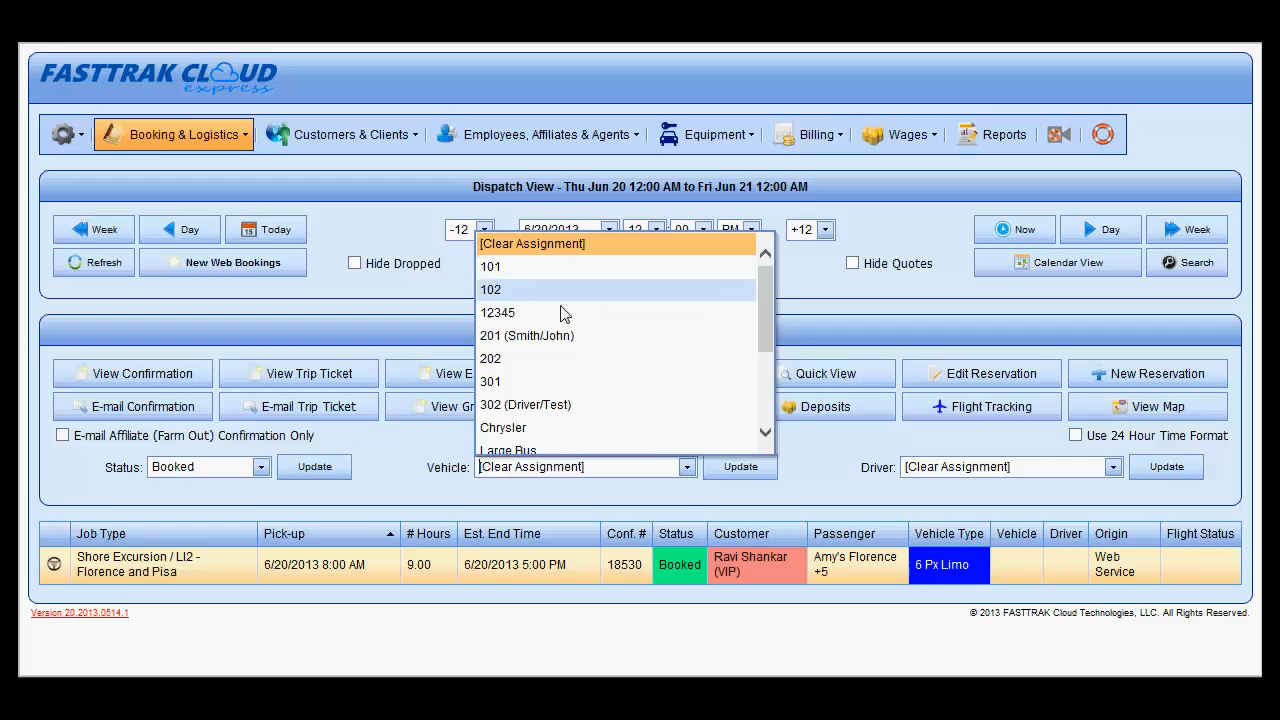 FASTTRAK CLOUD
express
Booking & Logistics
Customers & Clients
Employees, Affiliates & Agents
Equipment
Billing
Wages
Reports
Dispatch View - Thu Jun 20 12:00 AM to Fri Jun 21 12:00 AM
Week
Day
Today
-12
6/20/2013
12
:
00
PM
+12
Now
Day
Week
Refresh
New Web Bookings
Hide Dropped
Hide Quotes
Calendar View
Search
[Clear Assignment]
101
102
12345
201 (Smith/John)
202
301
302 (Driver/Test)
Chrysler
Large Bus
View Confirmation
View Trip Ticket
View E
Quick View
Edit Reservation
New Reservation
E-mail Confirmation
E-mail Trip Ticket
View Gr
Deposits
Flight Tracking
View Map
E-mail Affiliate (Farm Out) Confirmation Only
Use 24 Hour Time Format
Status:
Booked
Update
Vehicle:
[Clear Assignment]
Update
Driver:
[Clear Assignment]
Update
Job Type
Pick-up
# Hours
Est. End Time
Conf. #
Status
Customer
Passenger
Vehicle Type
Vehicle
Driver
Origin
Flight Status
Shore Excursion / LI2 -
Florence and Pisa
6/20/2013 8:00 AM
9.00
6/20/2013 5:00 PM
18530
Booked
Ravi Shankar
(VIP)
Amy's Florence
+5
6 Px Limo
Web
Service
Version 20.2013.0514.1
© 2013 FASTTRAK Cloud Technologies, LLC. All Rights Reserved.